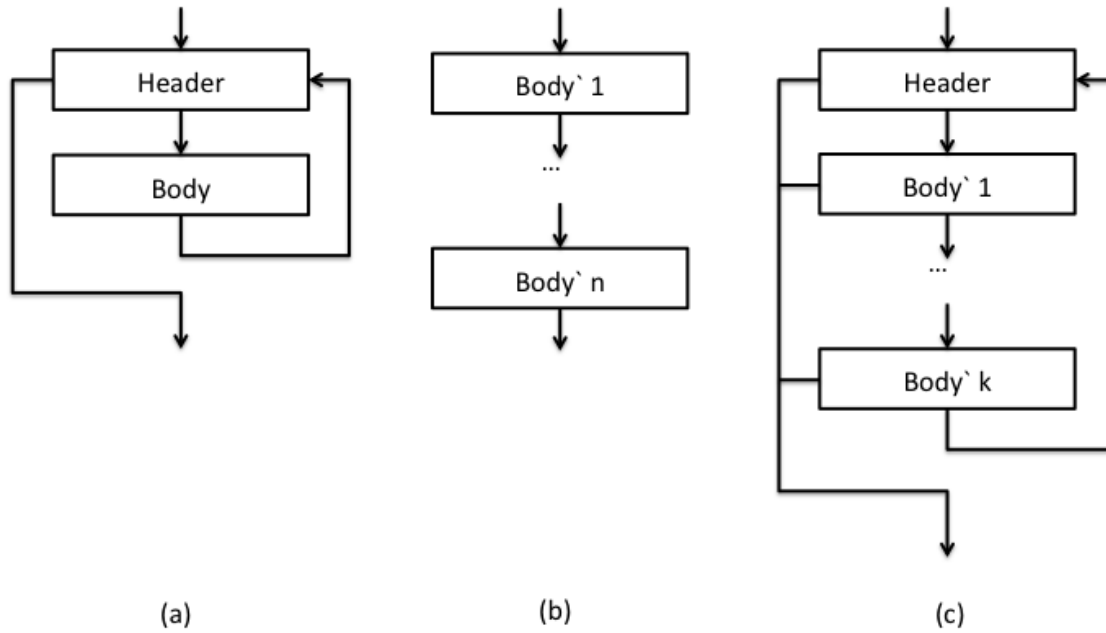 Header
Body
(a)
Body` 1
...
Body` n
(b)
Header
Body` 1
...
Body` k
(c)